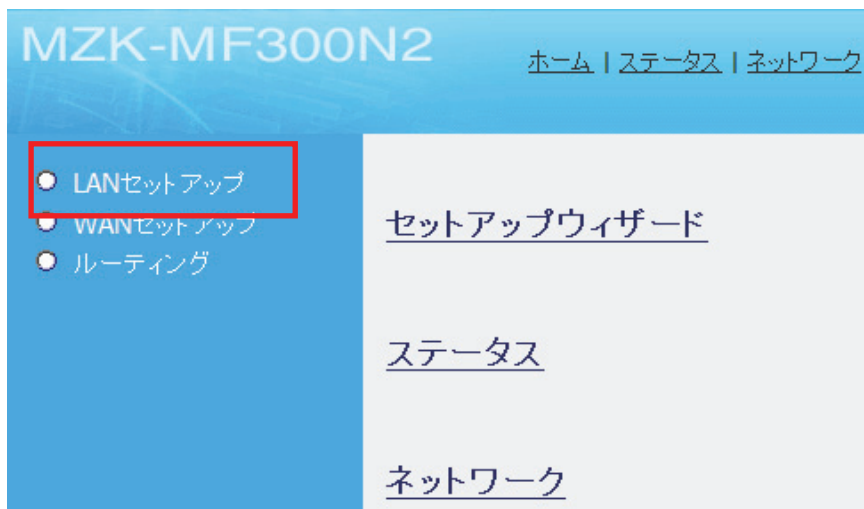 MZK-MF300N2
ホーム | ステータス | ネットワーク
LANセットアップ
WANセットアップ
ルーティング
セットアップウィザード
ステータス
ネットワーク